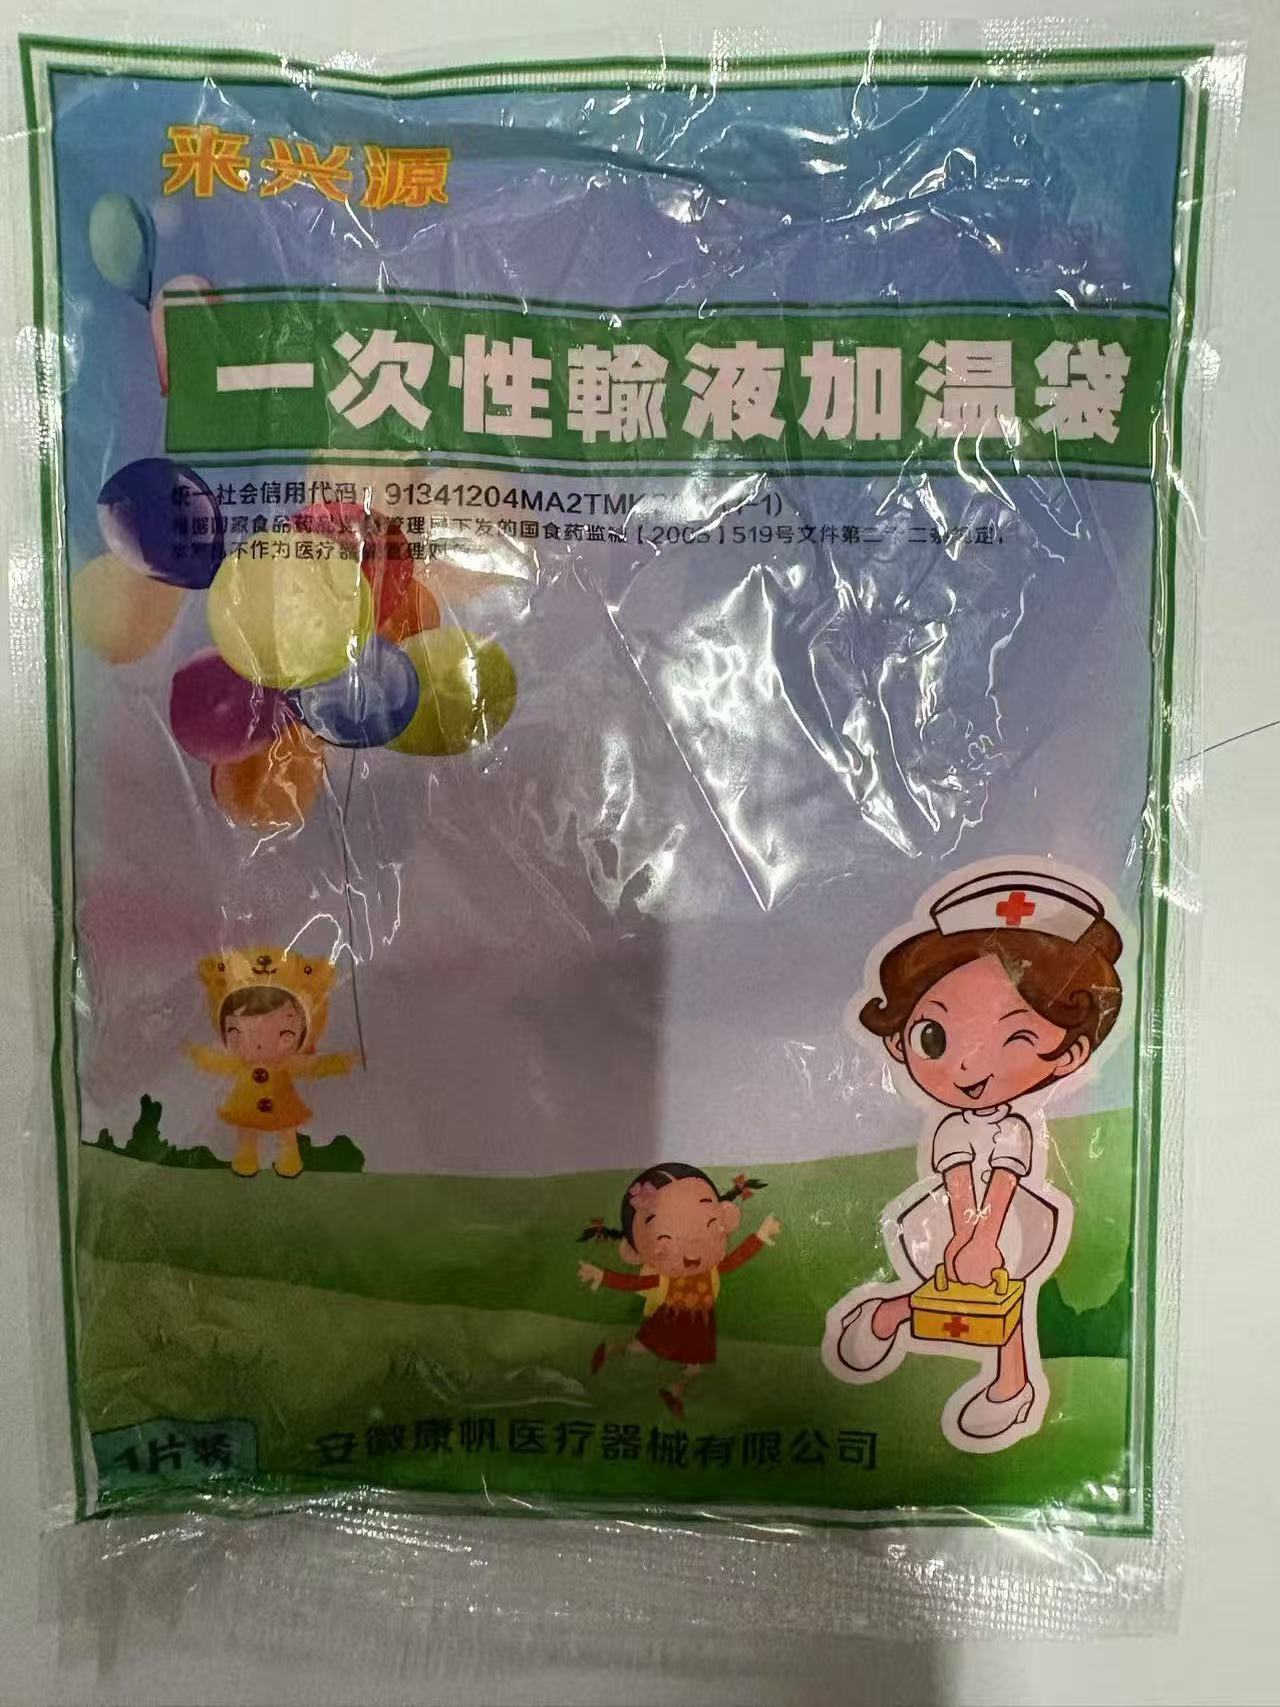 来兴源
一次性輸液加温袋
统一社会信用代码: 91341204MA2TMK -1)
根据国家食品药品监督管理局下发的国食药监械【2005】519号文件第二十二条规定,
不作为医疗器械管理
1片装
安徽康帆医疗器械有限公司